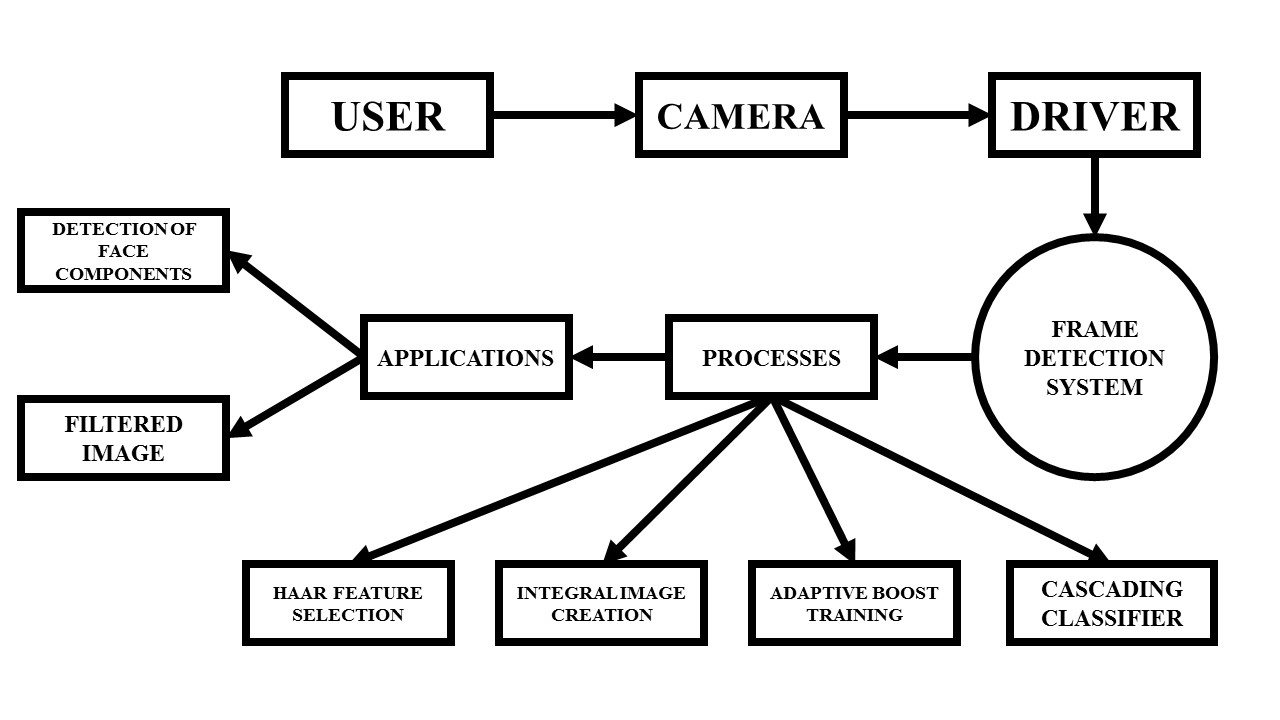 USER
CAMERA
DRIVER
DETECTION OF
FACE
COMPONENTS
FRAME
DETECTION
SYSTEM
APPLICATIONS
PROCESSES
FILTERED
IMAGE
HAAR FEATURE
SELECTION
INTEGRAL IMAGE
CREATION
ADAPTIVE BOOST
TRAINING
CASCADING
CLASSIFIER